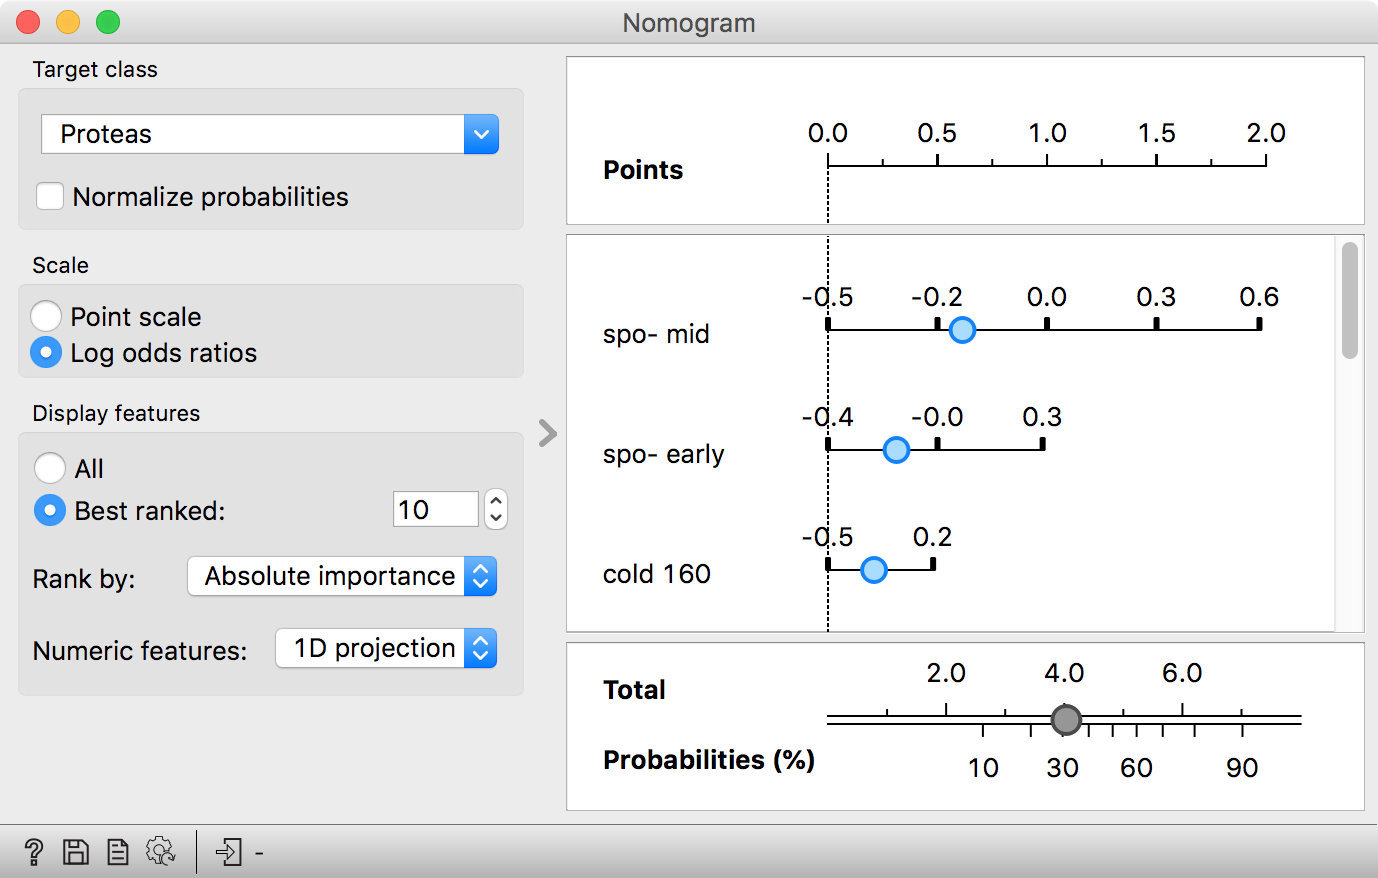 Nomogram
Target class
Proteas
Normalize probabilities
Scale
Point scale
Log odds ratios
Display features
All
Best ranked: 10
Rank by: Absolute importance
Numeric features: 1D projection
0.0 0.5 1.0 1.5 2.0
Points
-0.5 -0.2 0.0 0.3 0.6
spo- mid
-0.4 -0.0 0.3
spo- early
-0.5 0.2
cold 160
2.0 4.0 6.0
Total
Probabilities (%)
10 30 60 90
? -